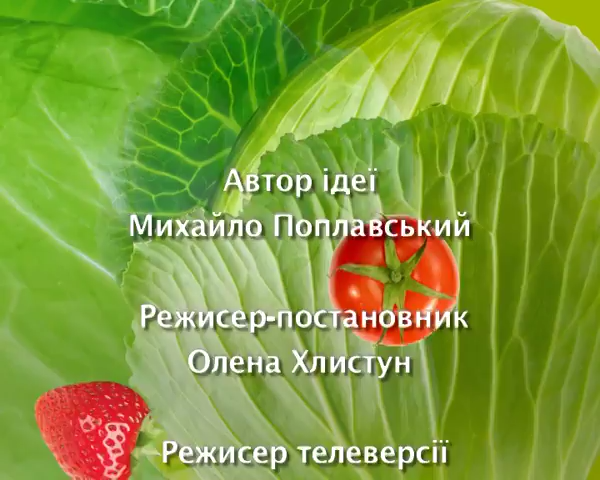 Автор ідеї
Михайло Поплавський
Режисер-постановник
Олена Хлистун
Режисер телеверсії